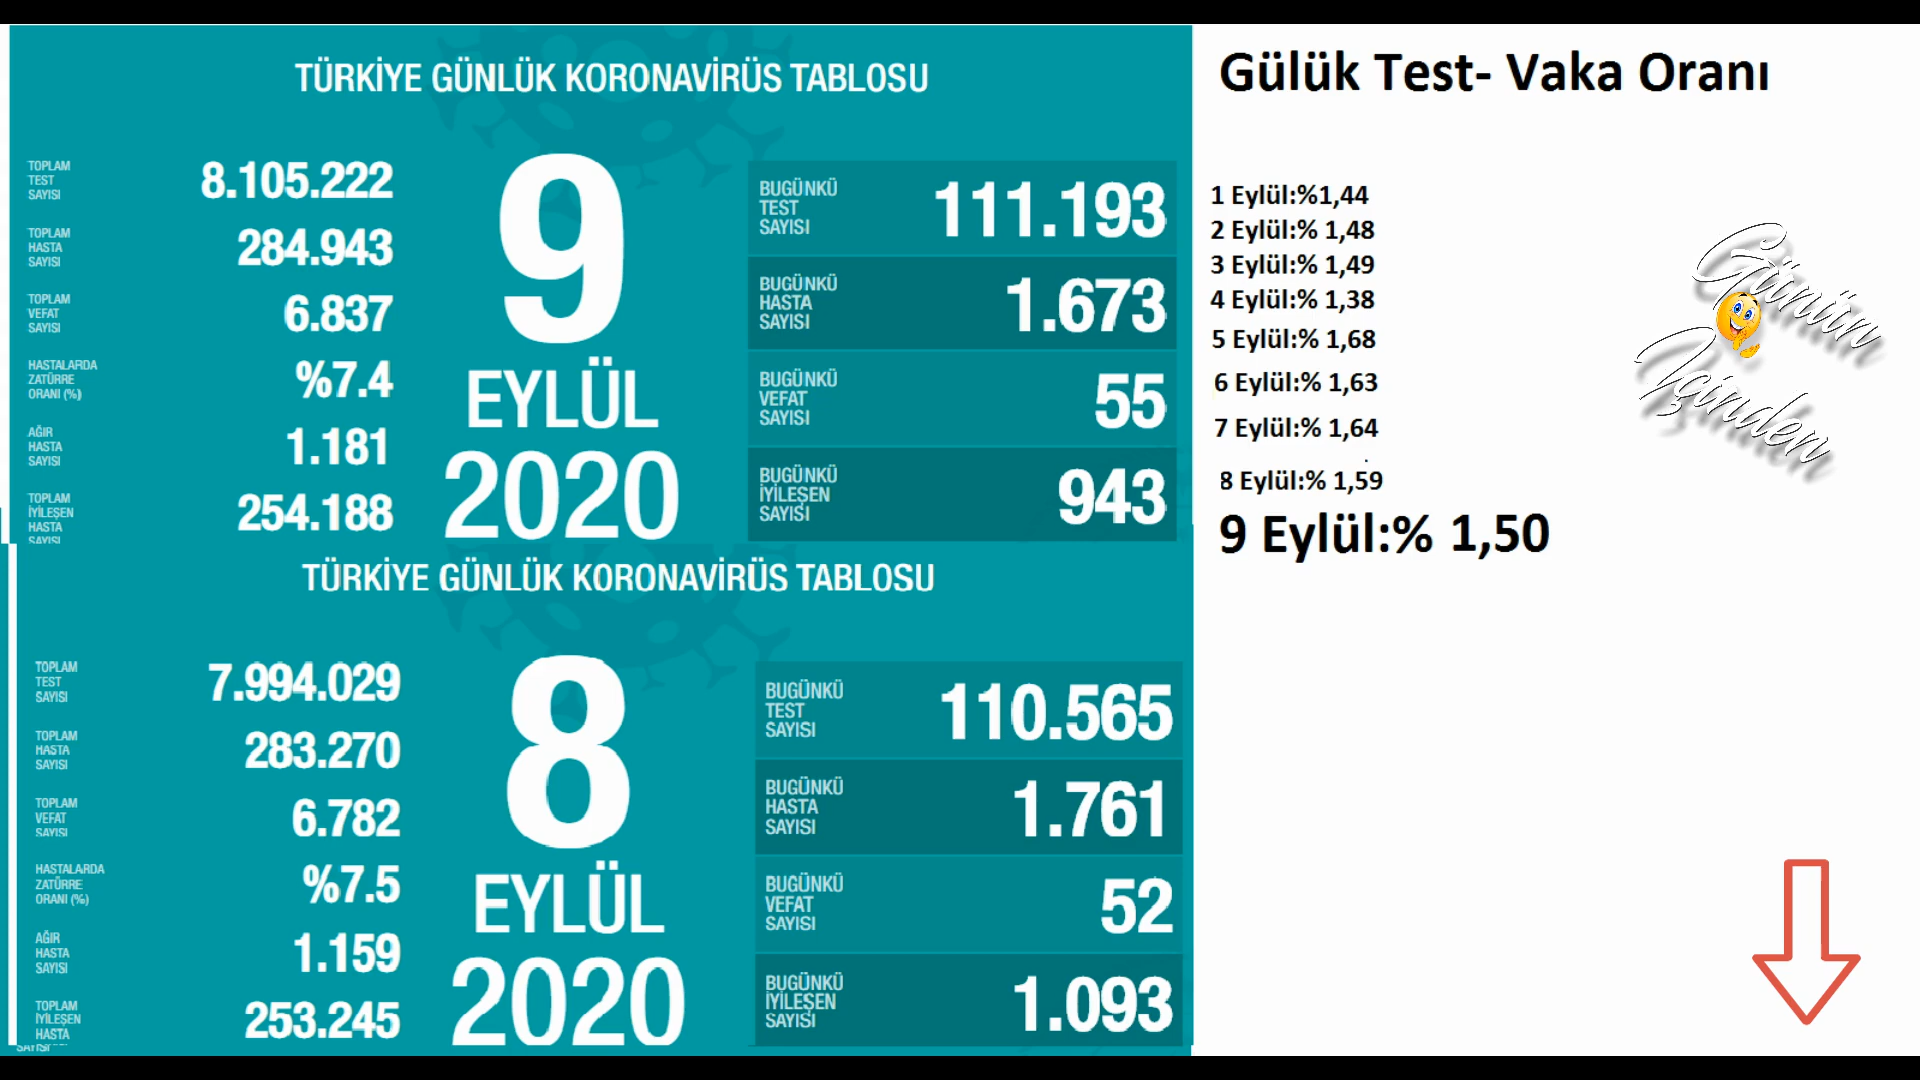 TÜRKİYE GÜNLÜK KORONAVİRÜS TABLOSU
TOPLAM
TEST
SAYISI
8.105.222
TOPLAM
HASTA
SAYISI
284.943
TOPLAM
VEFAT
SAYISI
6.837
HASTALARDA
ZATÜRRE
ORANI (%)
%7.4
AĞIR
HASTA
SAYISI
1.181
TOPLAM
İYİLEŞEN
HASTA
SAYISI
254.188
9
EYLÜL
2020
BUGÜNKÜ
TEST
SAYISI
111.193
BUGÜNKÜ
HASTA
SAYISI
1.673
BUGÜNKÜ
VEFAT
SAYISI
55
BUGÜNKÜ
İYİLEŞEN
SAYISI
943
TÜRKİYE GÜNLÜK KORONAVİRÜS TABLOSU
TOPLAM
TEST
SAYISI
7.994.029
TOPLAM
HASTA
SAYISI
283.270
TOPLAM
VEFAT
SAYISI
6.782
HASTALARDA
ZATÜRRE
ORANI (%)
%7.5
AĞIR
HASTA
SAYISI
1.159
TOPLAM
İYİLEŞEN
HASTA
SAYISI
253.245
8
EYLÜL
2020
BUGÜNKÜ
TEST
SAYISI
110.565
BUGÜNKÜ
HASTA
SAYISI
1.761
BUGÜNKÜ
VEFAT
SAYISI
52
BUGÜNKÜ
İYİLEŞEN
SAYISI
1.093
Gülük Test- Vaka Oranı
1 Eylül:%1,44
2 Eylül:% 1,48
3 Eylül:% 1,49
4 Eylül:% 1,38
5 Eylül:% 1,68
6 Eylül:% 1,63
7 Eylül:% 1,64
8 Eylül:% 1,59
9 Eylül:% 1,50
Günün
İçinden